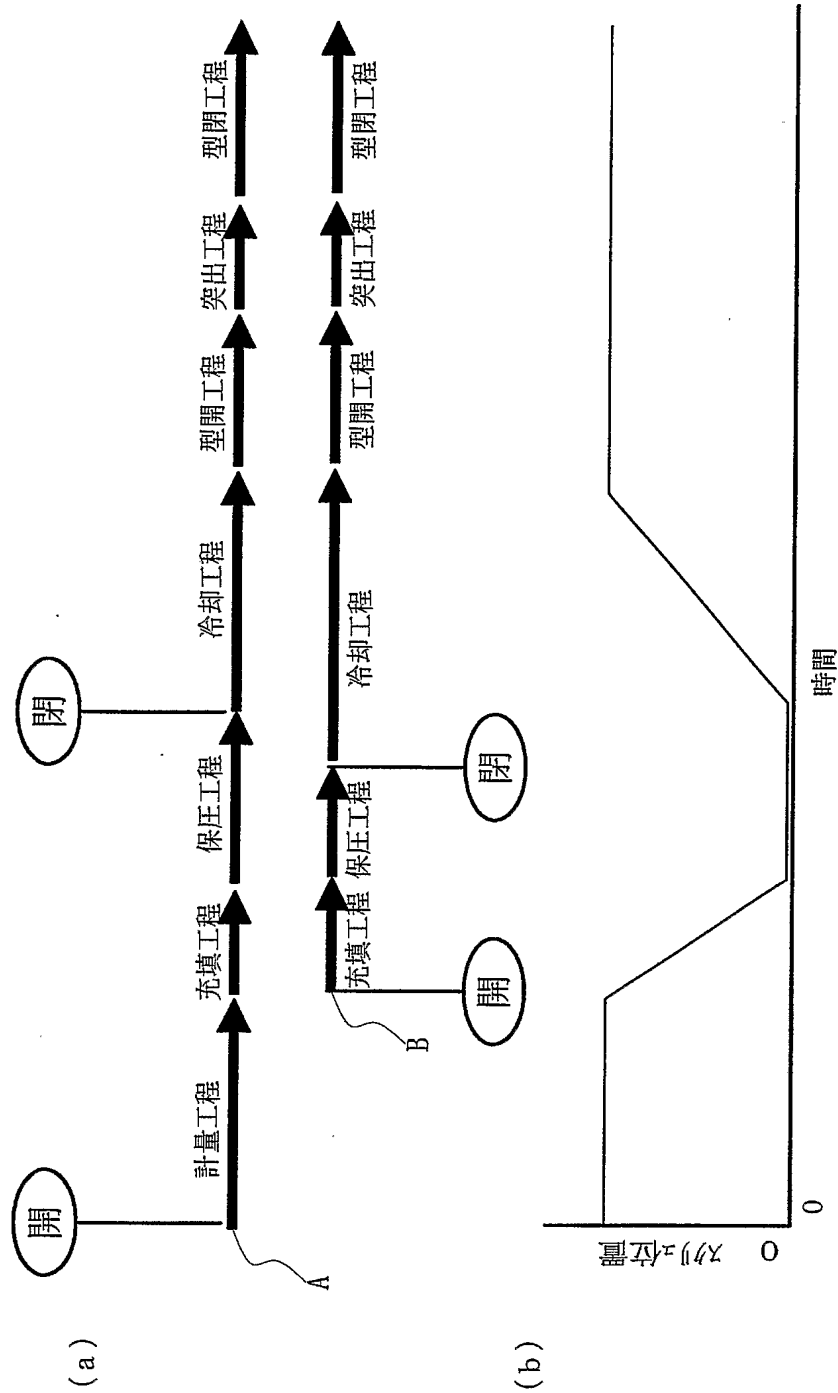 (a)
開
閉
計量工程
充填工程
保圧工程
冷却工程
型開工程
突出工程
型閉工程
A
充填工程
保圧工程
冷却工程
型開工程
突出工程
型閉工程
B
開
閉
(b)
スクリュ位置
0
0
時間